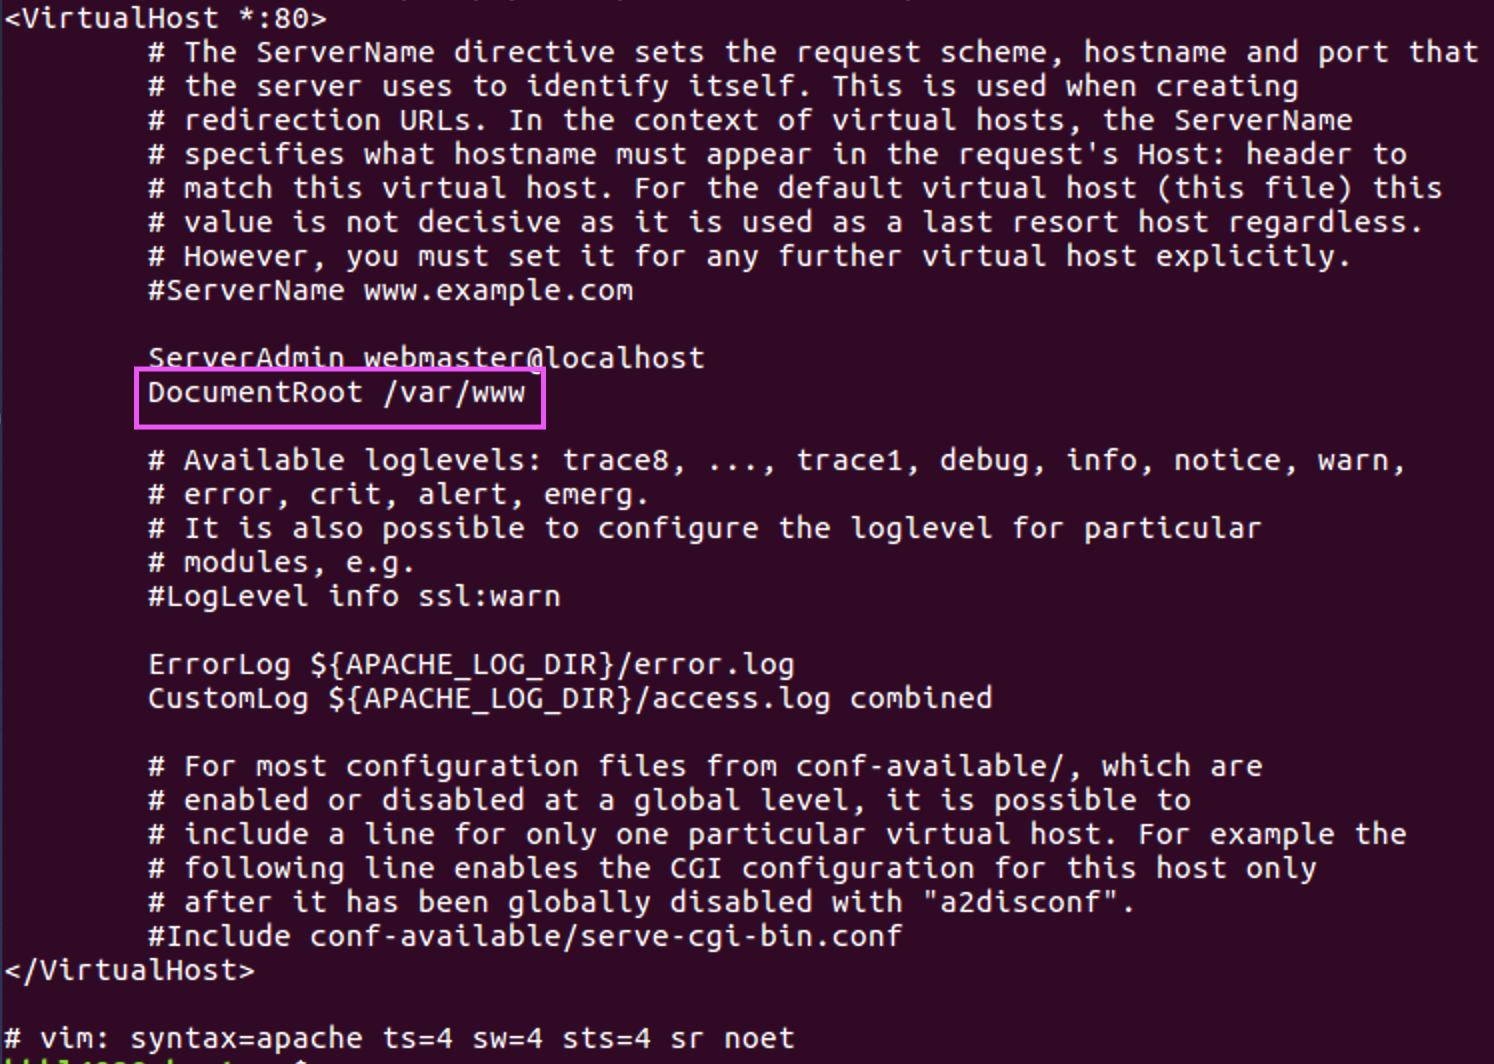 <VirtualHost *:80>
# The ServerName directive sets the request scheme, hostname and port that
# the server uses to identify itself. This is used when creating
# redirection URLs. In the context of virtual hosts, the ServerName
# specifies what hostname must appear in the request's Host: header to
# match this virtual host. For the default virtual host (this file) this
# value is not decisive as it is used as a last resort host regardless.
# However, you must set it for any further virtual host explicitly.
#ServerName www.example.com
ServerAdmin webmaster@localhost
DocumentRoot /var/www
# Available loglevels: trace8, ..., trace1, debug, info, notice, warn,
# error, crit, alert, emerg.
# It is also possible to configure the loglevel for particular
# modules, e.g.
#LogLevel info ssl:warn
ErrorLog ${APACHE_LOG_DIR}/error.log
CustomLog ${APACHE_LOG_DIR}/access.log combined
# For most configuration files from conf-available/, which are
# enabled or disabled at a global level, it is possible to
# include a line for only one particular virtual host. For example the
# following line enables the CGI configuration for this host only
# after it has been globally disabled with "a2disconf".
#Include conf-available/serve-cgi-bin.conf
</VirtualHost>
# vim: syntax=apache ts=4 sw=4 sts=4 sr noet